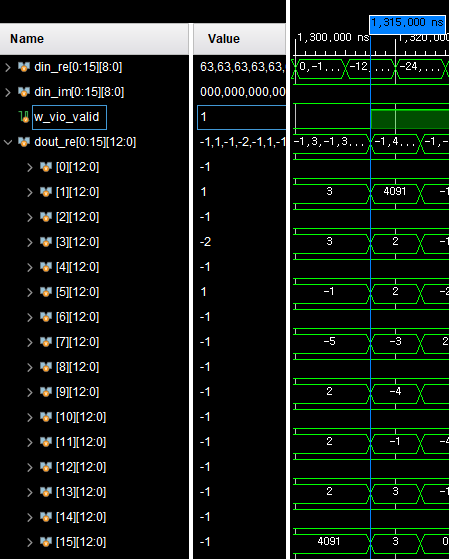 1,315,000 ns
Name Value 1,300,000 ns 1,320,000
din_re[0:15][8:0] 63,63,63,63,63, 0,-1... -12... -24,...
din_im[0:15][8:0] 000,000,000,00
w_vio_valid 1
dout_re[0:15][12:0] -1,1,-1,-2,-1,1,-1 -1,3,-1,3... -1,4... -1,-
[0][12:0] -1
[1][12:0] 1 3 4091 -1
[2][12:0] -1
[3][12:0] -2 3 2 -1
[4][12:0] -1
[5][12:0] 1 -1 2 -2
[6][12:0] -1
[7][12:0] -1 -5 -3 2
[8][12:0] -1
[9][12:0] -1 2 -4
[10][12:0] -1
[11][12:0] -1 2 -1 -4
[12][12:0] -1
[13][12:0] -1 2 3 -1
[14][12:0] -1
[15][12:0] -1 4091 3 0